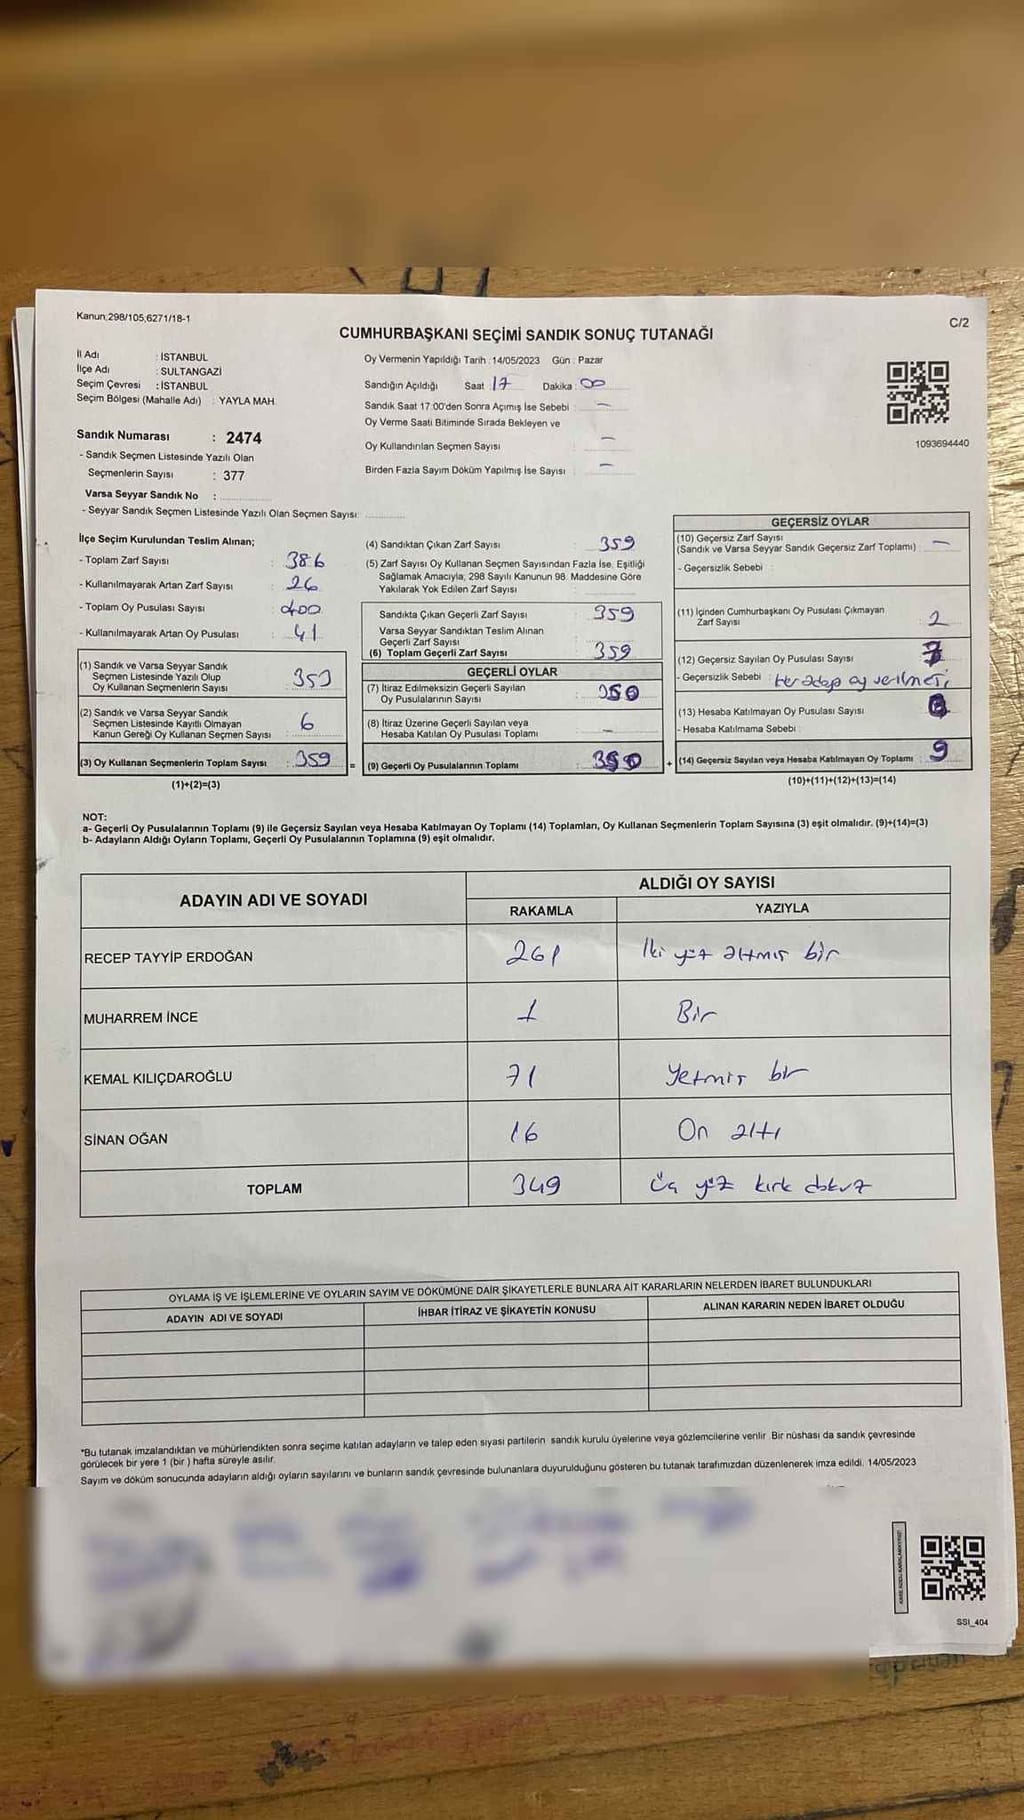 Kanun;298/105,6271/18-1
C/2
CUMHURBAŞKANI SEÇİMİ SANDIK SONUÇ TUTANAĞI
İl Adı : İSTANBUL
İlçe Adı : SULTANGAZİ
Seçim Çevresi : İSTANBUL
Seçim Bölgesi (Mahalle Adı) : YAYLA MAH.
Sandık Numarası : 2474
- Sandık Seçmen Listesinde Yazılı Olan
Seçmenlerin Sayısı : 377
Varsa Seyyar Sandık No :
- Seyyar Sandık Seçmen Listesinde Yazılı Olan Seçmen Sayısı:
Oy Vermenin Yapıldığı Tarih : 14/05/2023 Gün : Pazar
Sandığın Açıldığı Saat 17 Dakika : 00
Sandık Saat 17:00'den Sonra Açımış İse Sebebi : -
Oy Verme Saati Bitiminde Sırada Bekleyen ve
Oy Kullandırılan Seçmen Sayısı -
Birden Fazla Sayım Döküm Yapılmış İse Sayısı : -
1093694440
İlçe Seçim Kurulundan Teslim Alınan;
- Toplam Zarf Sayısı : 386
- Kullanılmayarak Artan Zarf Sayısı : 26
- Toplam Oy Pusulası Sayısı : 400
- Kullanılmayarak Artan Oy Pusulası : 41
(1) Sandık ve Varsa Seyyar Sandık
Seçmen Listesinde Yazılı Olup
Oy Kullanan Seçmenlerin Sayısı : 353
(2) Sandık ve Varsa Seyyar Sandık
Seçmen Listesinde Kayıtlı Olmayan
Kanun Gereği Oy Kullanan Seçmen Sayısı : 6
(3) Oy Kullanan Seçmenlerin Toplam Sayısı : 359
(1)+(2)=(3)
=
(4) Sandıktan Çıkan Zarf Sayısı : 359
(5) Zarf Sayısı Oy Kullanan Seçmen Sayısından Fazla İse, Eşitliği
Sağlamak Amacıyla, 298 Sayılı Kanunun 98. Maddesine Göre
Yakılarak Yok Edilen Zarf Sayısı :
Sandıkta Çıkan Geçerli Zarf Sayısı : 359
Varsa Seyyar Sandıktan Teslim Alınan
Geçerli Zarf Sayısı :
(6) Toplam Geçerli Zarf Sayısı : 359
GEÇERLİ OYLAR
(7) İtiraz Edilmeksizin Geçerli Sayılan
Oy Pusulalarının Sayısı : 350
(8) İtiraz Üzerine Geçerli Sayılan veya
Hesaba Katılan Oy Pusulası Toplamı : -
(9) Geçerli Oy Pusulalarının Toplamı : 350
+
GEÇERSİZ OYLAR
(10) Geçersiz Zarf Sayısı
(Sandık ve Varsa Seyyar Sandık Geçersiz Zarf Toplamı) : -
- Geçersizlik Sebebi :
(11) İçinden Cumhurbaşkanı Oy Pusulası Çıkmayan
Zarf Sayısı : 2
(12) Geçersiz Sayılan Oy Pusulası Sayısı : 7
- Geçersizlik Sebebi : Her adaya oy verilmesi
(13) Hesaba Katılmayan Oy Pusulası Sayısı :
- Hesaba Katılmama Sebebi :
(14) Geçersiz Sayılan veya Hesaba Katılmayan Oy Toplamı : 9
(10)+(11)+(12)+(13)=(14)
NOT:
a- Geçerli Oy Pusulalarının Toplamı (9) ile Geçersiz Sayılan veya Hesaba Katılmayan Oy Toplamı (14) Toplamları, Oy Kullanan Seçmenlerin Toplam Sayısına (3) eşit olmalıdır. (9)+(14)=(3)
b- Adayların Aldığı Oyların Toplamı, Geçerli Oy Pusulalarının Toplamına (9) eşit olmalıdır.
ADAYIN ADI VE SOYADI
ALDIĞI OY SAYISI
RAKAMLA YAZIYLA
RECEP TAYYİP ERDOĞAN 261 İki yüz altmış bir
MUHARREM İNCE 1 Bir
KEMAL KILIÇDAROĞLU 71 Yetmiş bir
SİNAN OĞAN 16 On altı
TOPLAM 349 Üç yüz kırk dokuz
OYLAMA İŞ VE İŞLEMLERİNE VE OYLARIN SAYIM VE DÖKÜMÜNE DAİR ŞİKAYETLERLE BUNLARA AİT KARARLARIN NELERDEN İBARET BULUNDUKLARI
ADAYIN ADI VE SOYADI İHBAR İTİRAZ VE ŞİKAYETİN KONUSU ALINAN KARARIN NEDEN İBARET OLDUĞU
*Bu tutanak imzalandıktan ve mühürlendikten sonra seçime katılan adayların ve talep eden siyasi partilerin sandık kurulu üyelerine veya gözlemcilerine verilir. Bir nüshası da sandık çevresinde
görülecek bir yere 1 (bir ) hafta süreyle asılır.
Sayım ve döküm sonucunda adayların aldığı oyların sayılarını ve bunların sandık çevresinde bulunanlara duyurulduğunu gösteren bu tutanak tarafımızdan düzenlenerek imza edildi. 14/05/2023
SSI_404